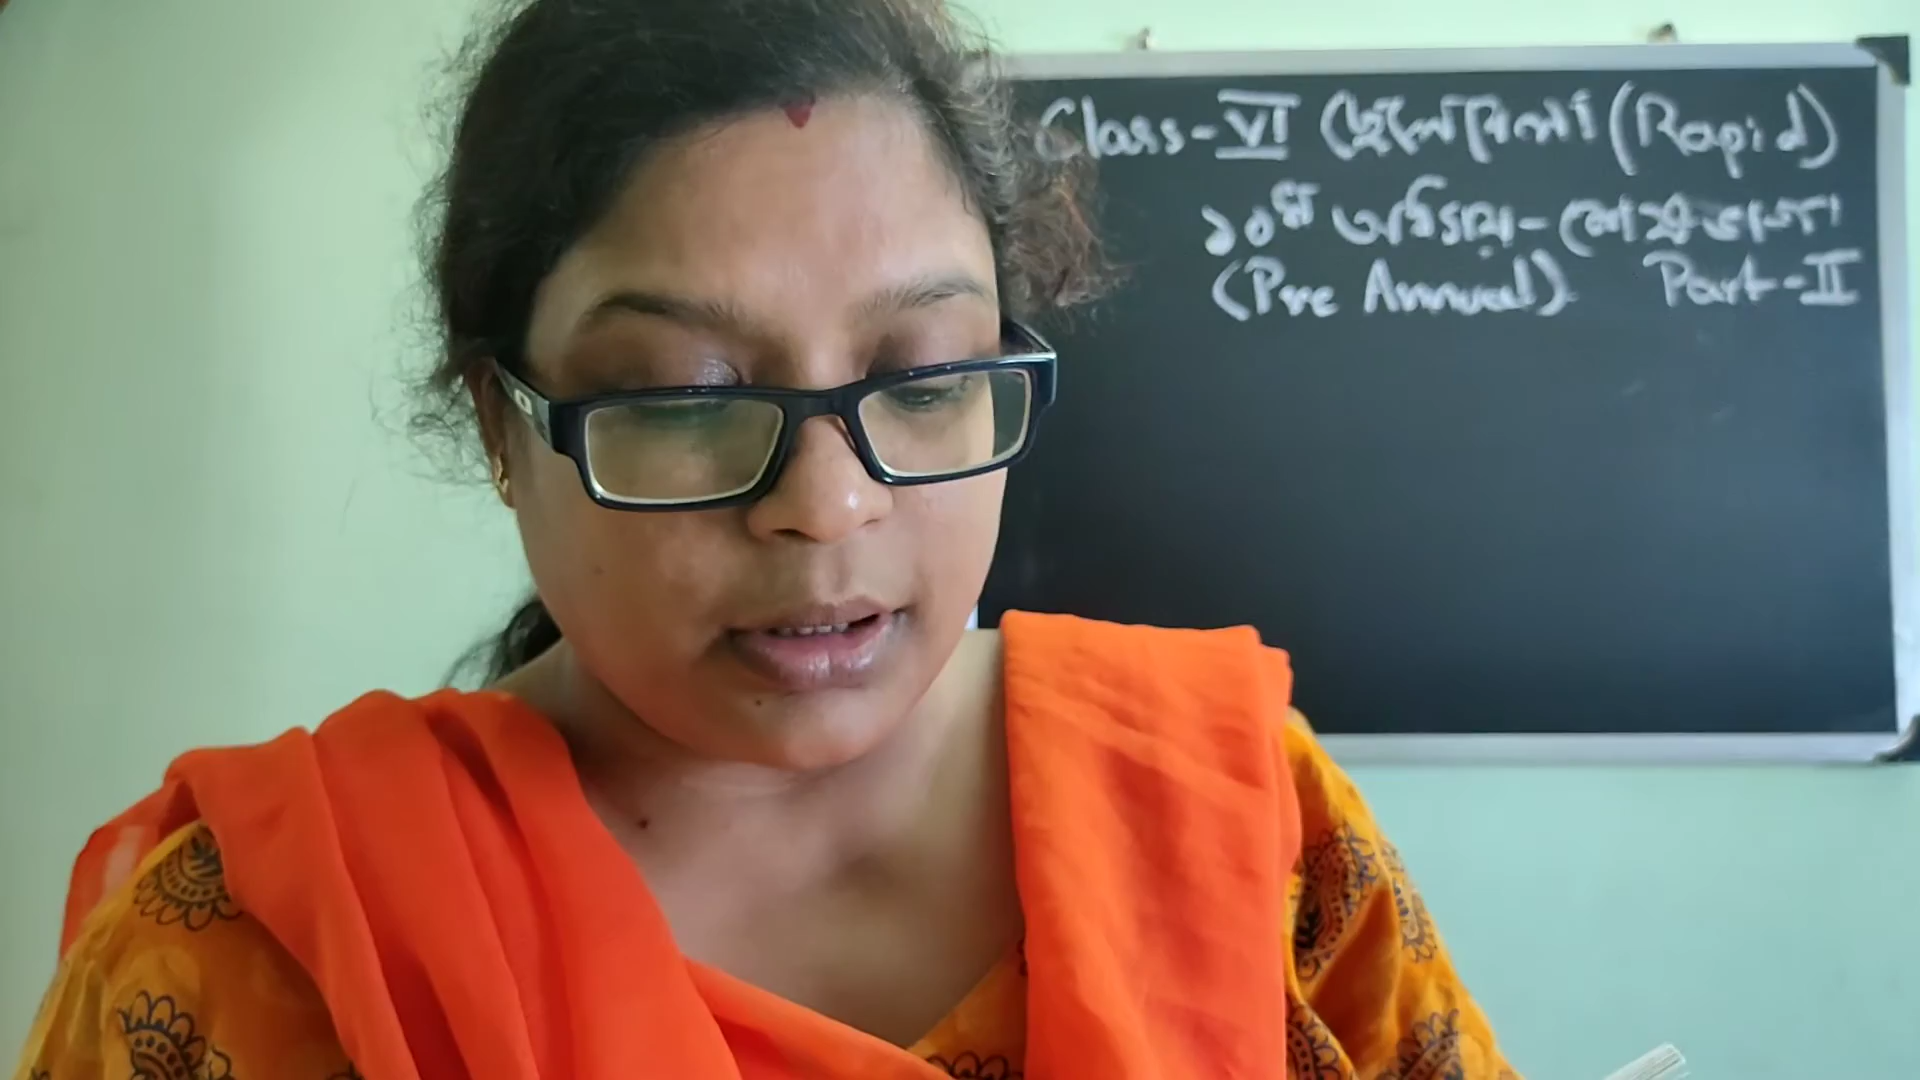 Class-VI ছেলেবেলা (Rapid)
১০ম অধ্যায়-
(Pre Annual) Part-II